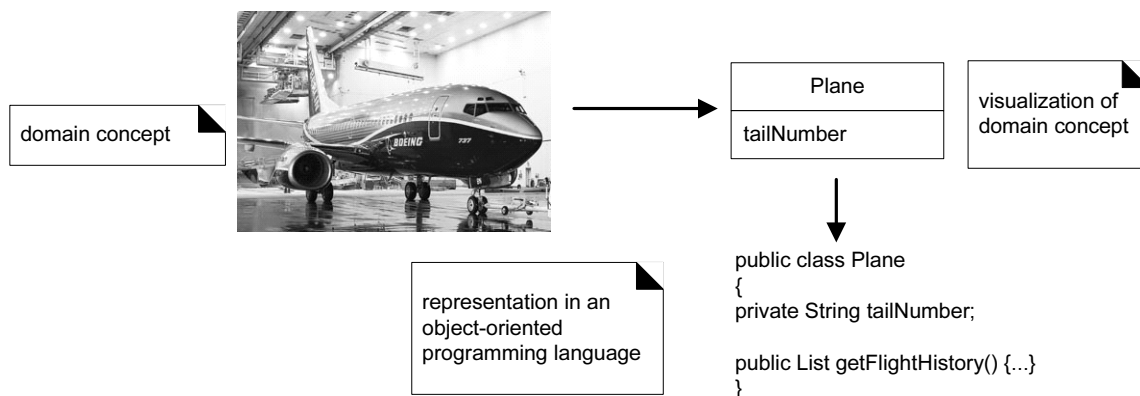 domain concept
BOEING
737
Plane
tailNumber
visualization of
domain concept
representation in an
object-oriented
programming language
public class Plane
{
private String tailNumber;
public List getFlightHistory() {...}
}